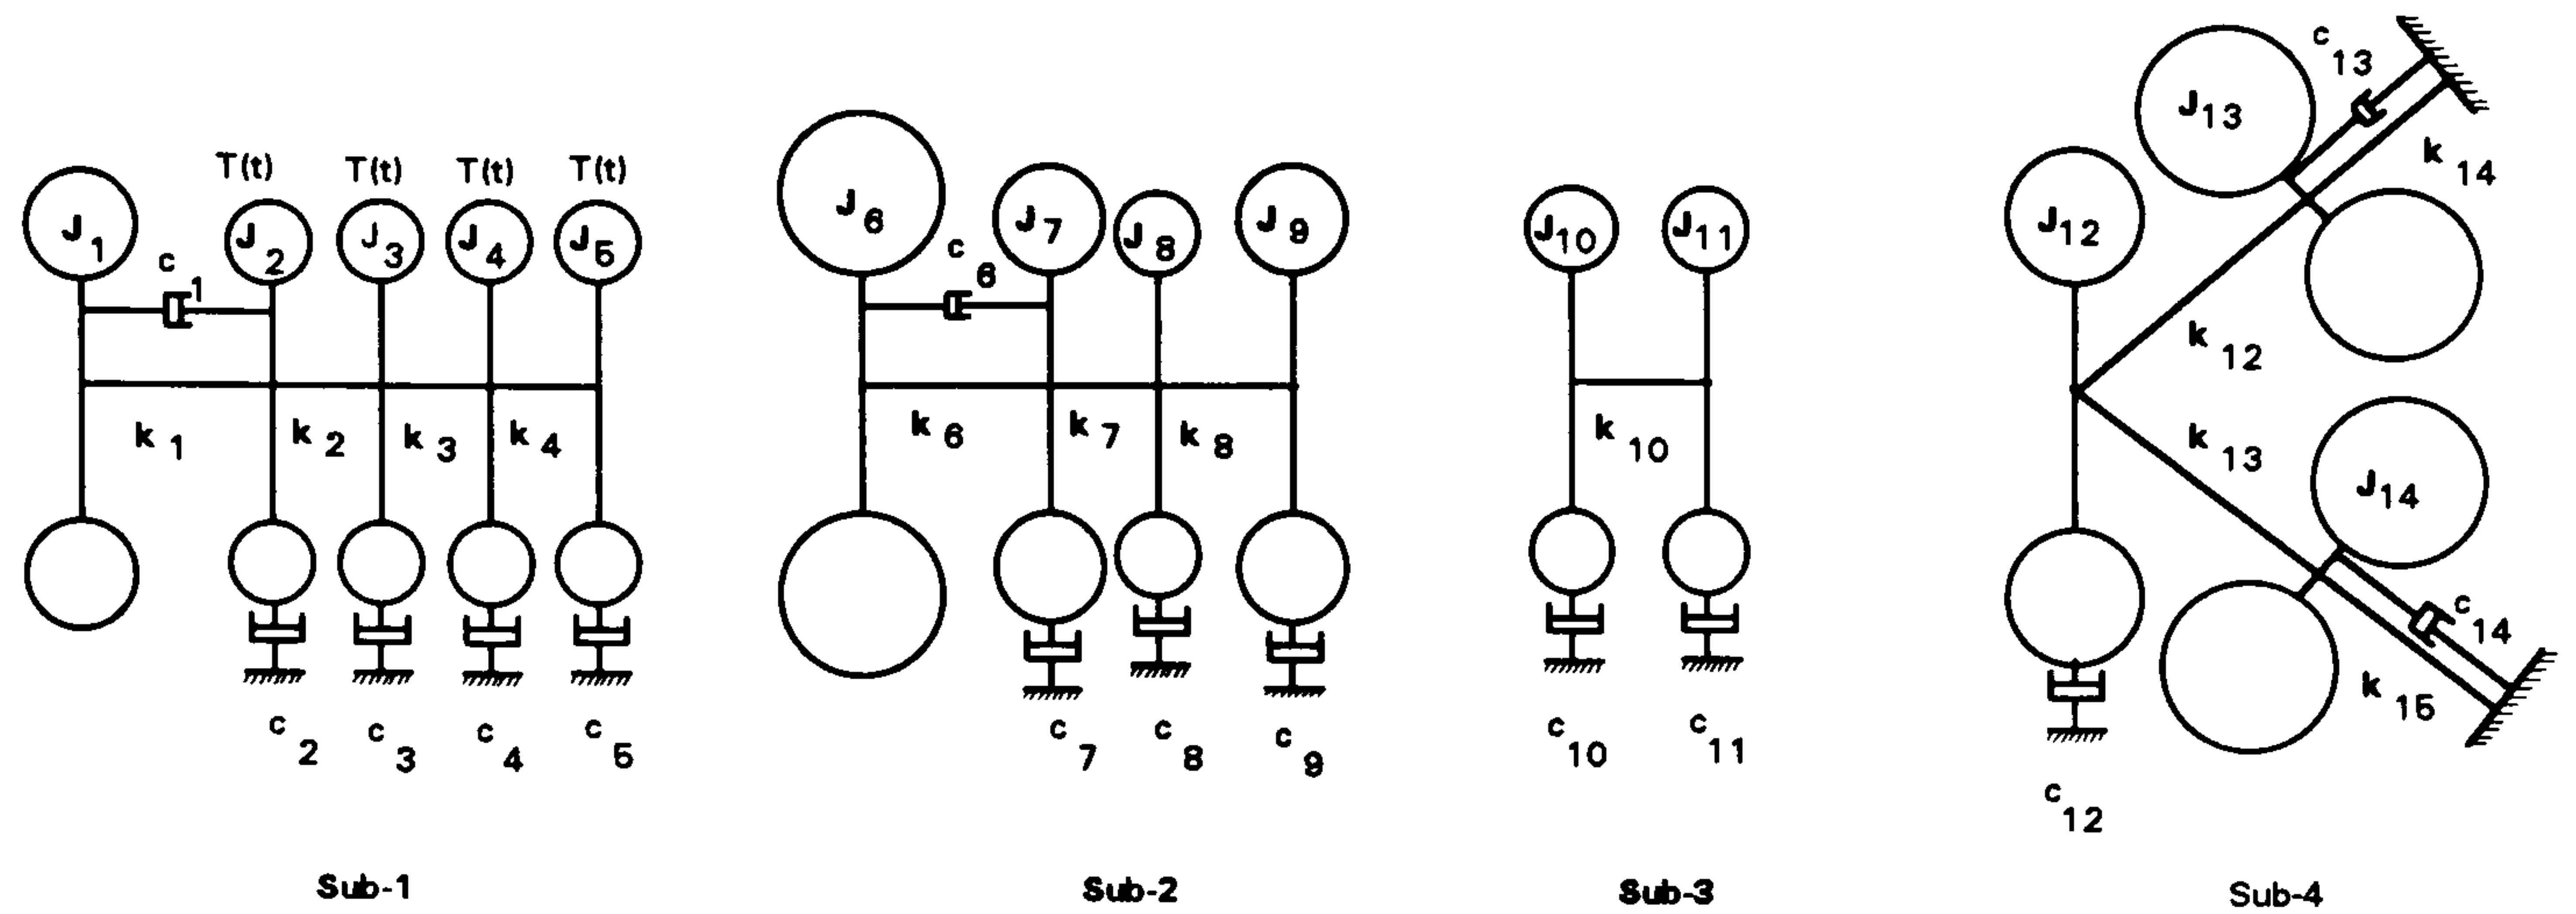 T(t) T(t) T(t) T(t)
J1 J2 J3 J4 J5
c1
k1 k2 k3 k4
c2 c3 c4 c5
Sub-1
J6 J7 J8 J9
c6
k6 k7 k8
c7 c8 c9
Sub-2
J10 J11
k10
c10 c11
Sub-3
c13
J13
k14
J12
k12
k13
J14
c14
k15
c12
Sub-4